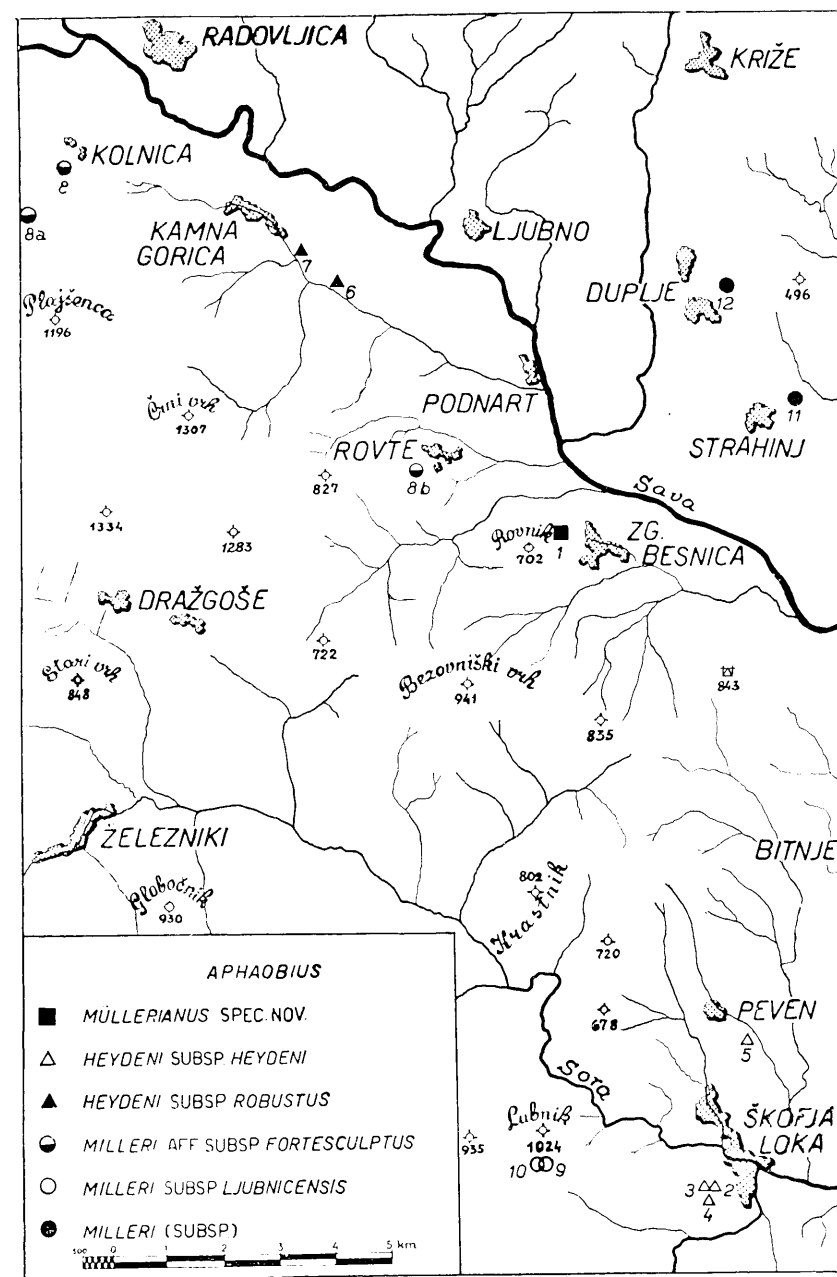 RADOVLJICA
KRIŽE
KOLNICA
8
8a
KAMNA
GORICA
LJUBNO
7
6
DUPLJE
12
496
Plajšenca
1196
Črni vrh
1307
PODNART
11
STRAHINJ
ROVTE
8b
827
Sava
1334
1283
Rovnik
702
1
ZG.
BESNICA
DRAŽGOŠE
722
Stari vrh
848
Bezovniški vrh
941
843
835
ŽELEZNIKI
BITNJE
Globočnik
930
802
Krastnik
720
678
PEVEN
5
Sora
ŠKOFJA
LOKA
Lubnik
1024
935
10 9
3 2
4
APHAOBIUS
MÜLLERIANUS SPEC. NOV.
HEYDENI SUBSP. HEYDENI
HEYDENI SUBSP ROBUSTUS
MILLERI AFF SUBSP FORTESCULPTUS
MILLERI SUBSP LJUBNICENSIS
MILLERI (SUBSP)
500 0 1 2 3 4 5 km